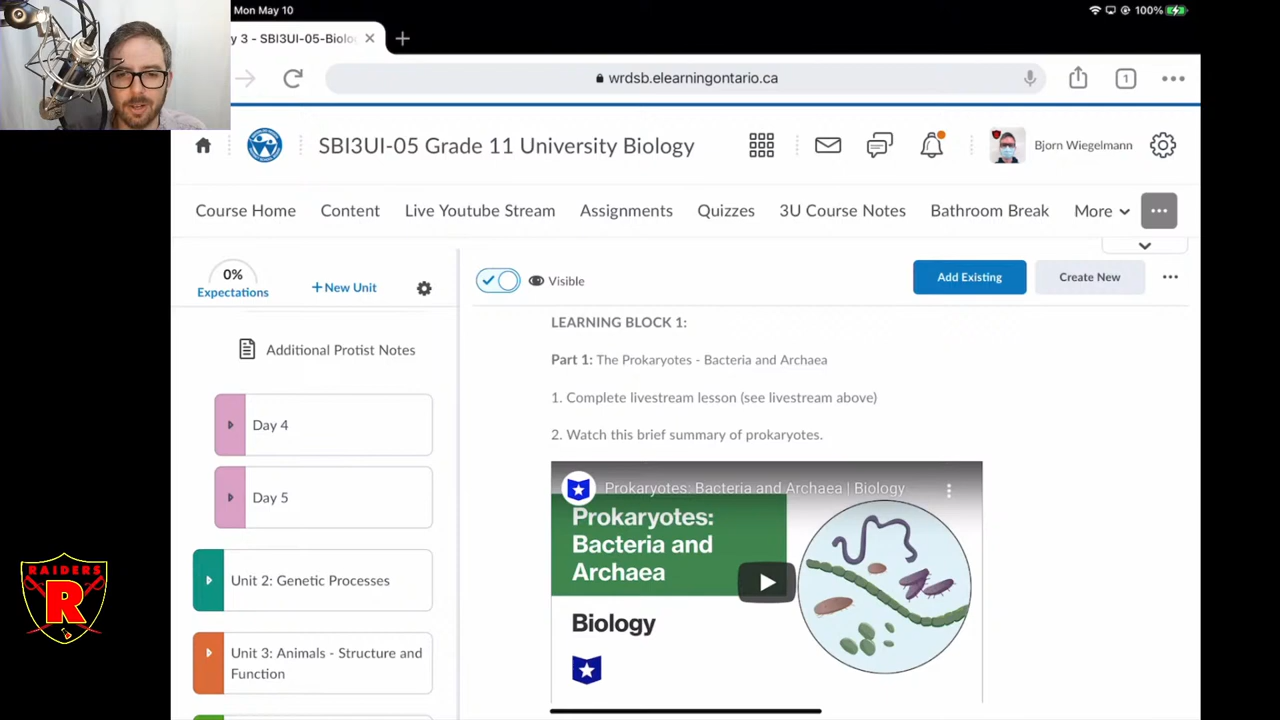 Mon May 10
100%
y 3 - SBI3UI-05-Biolo
wrdsb.elearningontario.ca
1
SBI3UI-05 Grade 11 University Biology
Bjorn Wiegelmann
Course Home
Content
Live Youtube Stream
Assignments
Quizzes
3U Course Notes
Bathroom Break
More
0%
Expectations
+ New Unit
Visible
Add Existing
Create New
Additional Protist Notes
Day 4
Day 5
Unit 2: Genetic Processes
Unit 3: Animals - Structure and
Function
LEARNING BLOCK 1:
Part 1: The Prokaryotes - Bacteria and Archaea
1. Complete livestream lesson (see livestream above)
2. Watch this brief summary of prokaryotes.
Prokaryotes: Bacteria and Archaea | Biology
Prokaryotes:
Bacteria and
Archaea
Biology
RAIDERS
R